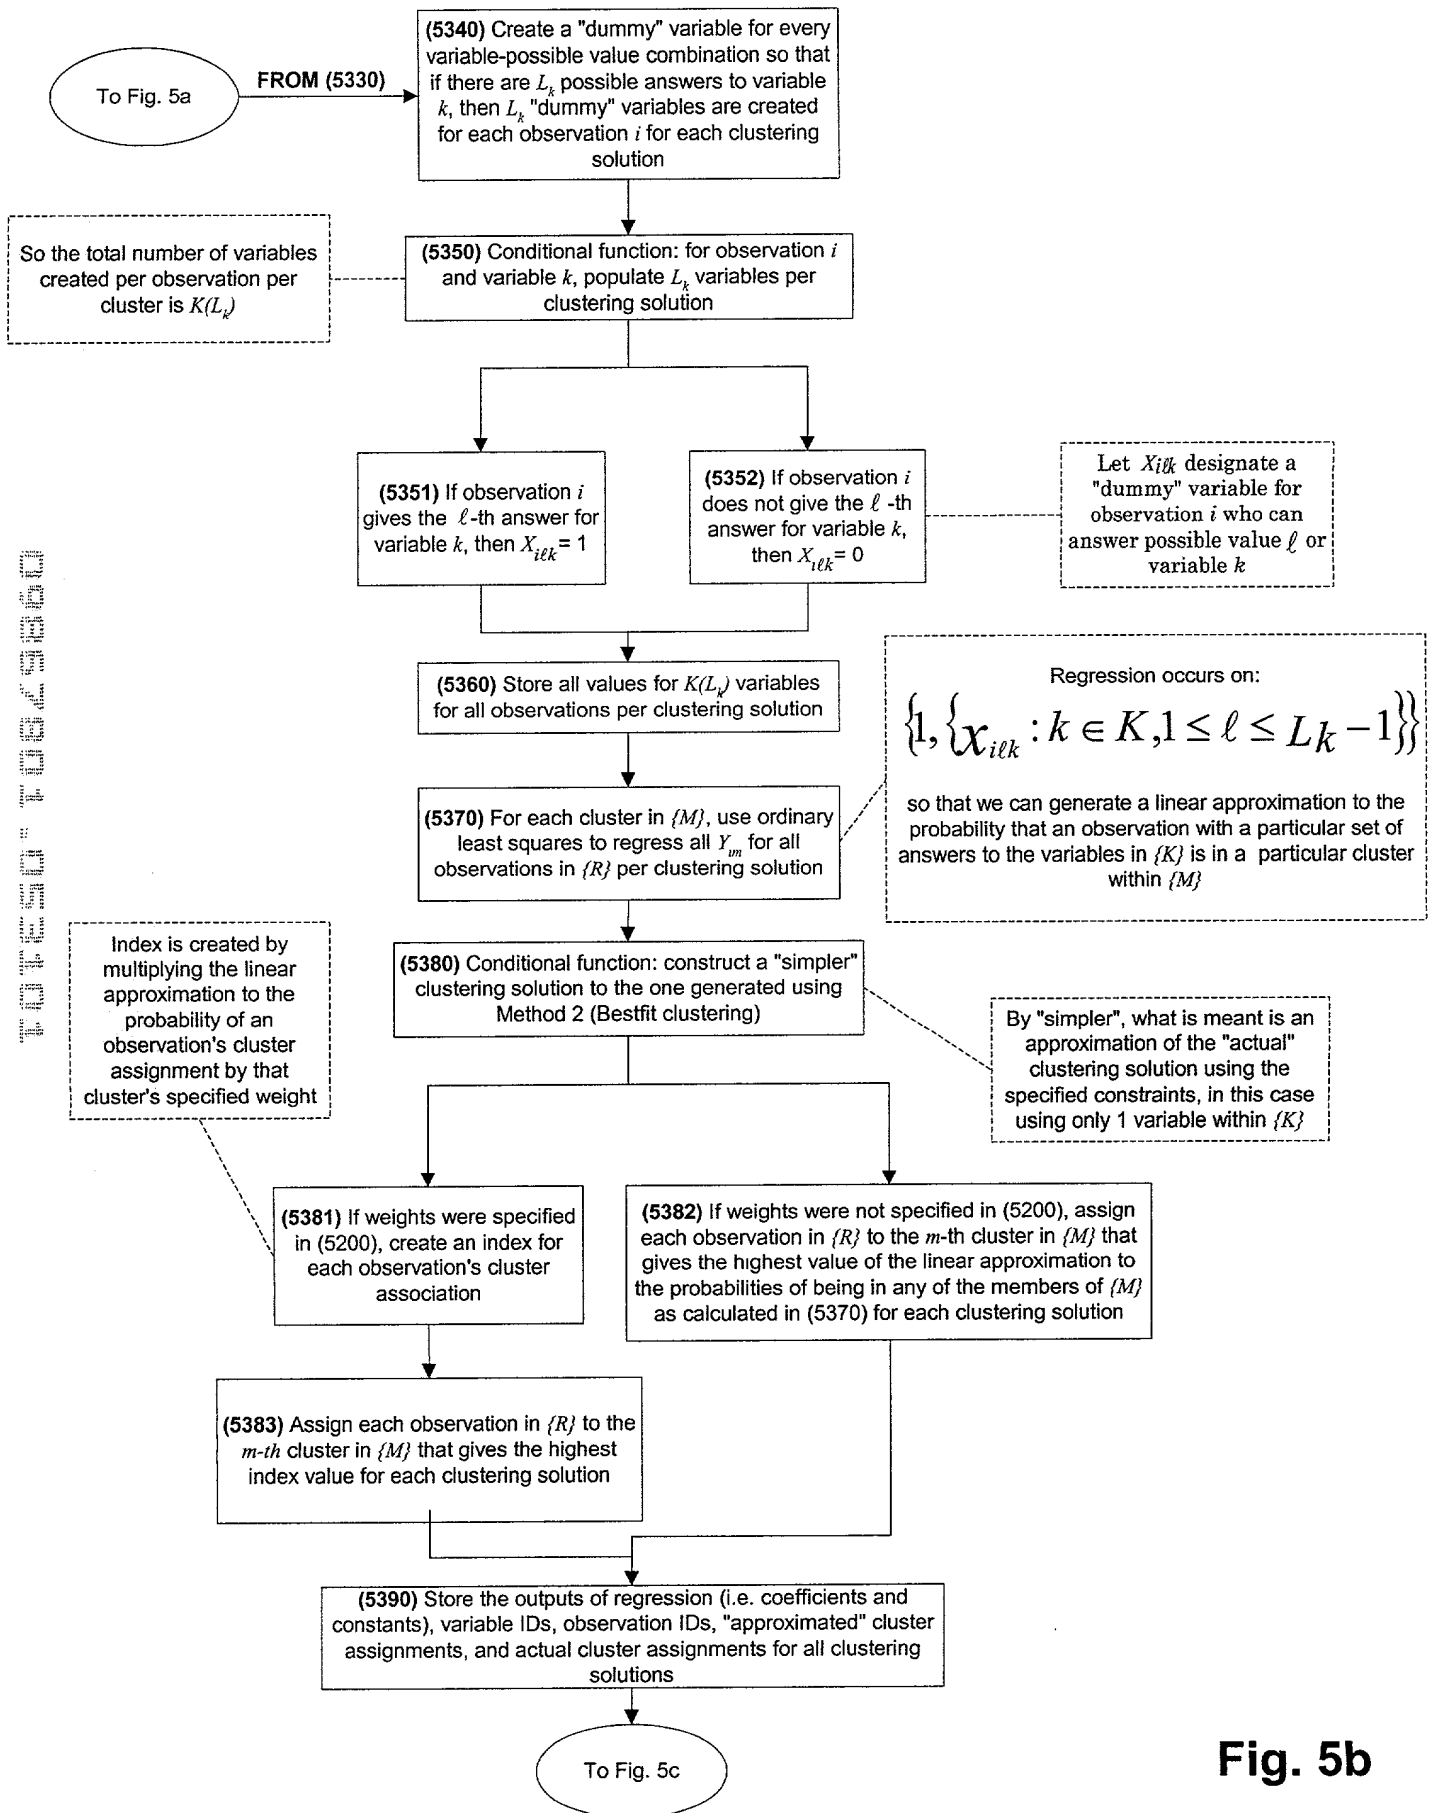 (5340) Create a "dummy" variable for every
variable-possible value combination so that
if there are Lk possible answers to variable
k, then Lk "dummy" variables are created
for each observation i for each clustering
solution
To Fig. 5a
FROM (5330)
So the total number of variables
created per observation per
cluster is K(Lk)
(5350) Conditional function: for observation i
and variable k, populate Lk variables per
clustering solution
(5351) If observation i
gives the ℓ-th answer for
variable k, then Xiℓk = 1
(5352) If observation i
does not give the ℓ -th
answer for variable k,
then Xiℓk = 0
Let Xiℓk designate a
"dummy" variable for
observation i who can
answer possible value ℓ or
variable k
(5360) Store all values for K(Lk) variables
for all observations per clustering solution
Regression occurs on:
{1, {xiℓk : k ∈ K, 1 ≤ ℓ ≤ Lk − 1}}
so that we can generate a linear approximation to the
probability that an observation with a particular set of
answers to the variables in {K} is in a particular cluster
within {M}
(5370) For each cluster in {M}, use ordinary
least squares to regress all Yim for all
observations in {R} per clustering solution
Index is created by
multiplying the linear
approximation to the
probability of an
observation's cluster
assignment by that
cluster's specified weight
(5380) Conditional function: construct a "simpler"
clustering solution to the one generated using
Method 2 (Bestfit clustering)
By "simpler", what is meant is an
approximation of the "actual"
clustering solution using the
specified constraints, in this case
using only 1 variable within {K}
(5381) If weights were specified
in (5200), create an index for
each observation's cluster
association
(5382) If weights were not specified in (5200), assign
each observation in {R} to the m-th cluster in {M} that
gives the highest value of the linear approximation to
the probabilities of being in any of the members of {M}
as calculated in (5370) for each clustering solution
(5383) Assign each observation in {R} to the
m-th cluster in {M} that gives the highest
index value for each clustering solution
(5390) Store the outputs of regression (i.e. coefficients and
constants), variable IDs, observation IDs, "approximated" cluster
assignments, and actual cluster assignments for all clustering
solutions
To Fig. 5c
Fig. 5b
09867801 .053101